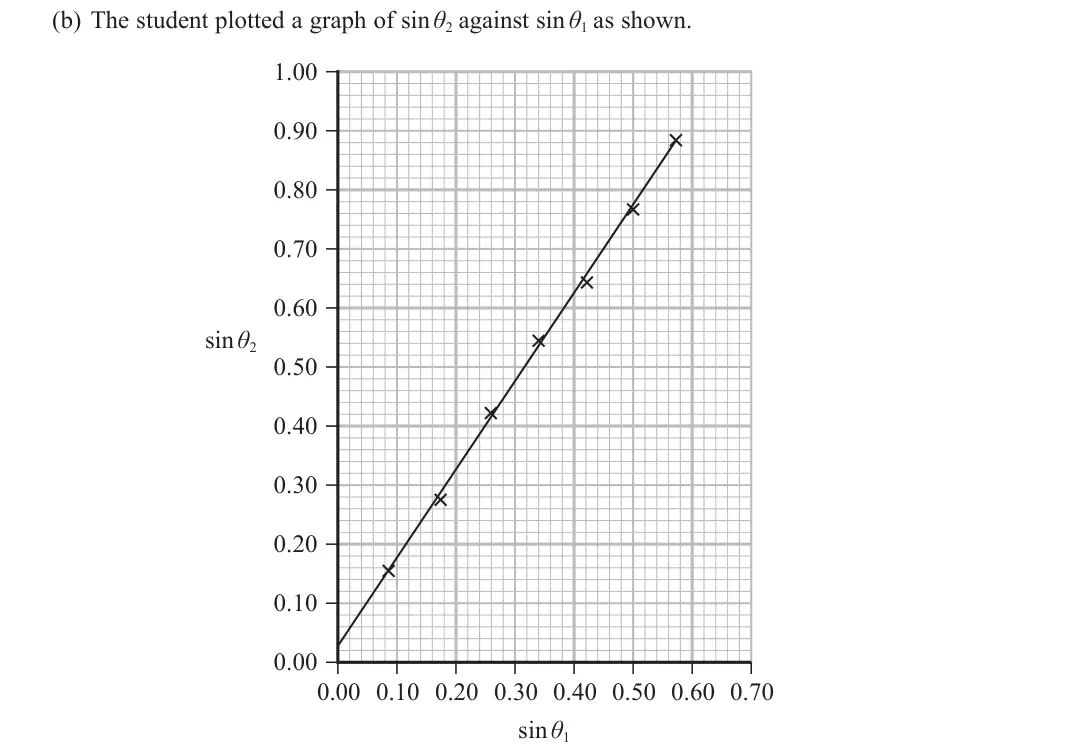 (b) The student plotted a graph of sin θ₂ against sin θ₁ as shown.
1.00
0.90
0.80
0.70
0.60
sin θ₂
0.50
0.40
0.30
0.20
0.10
0.00
0.00 0.10 0.20 0.30 0.40 0.50 0.60 0.70
sin θ₁